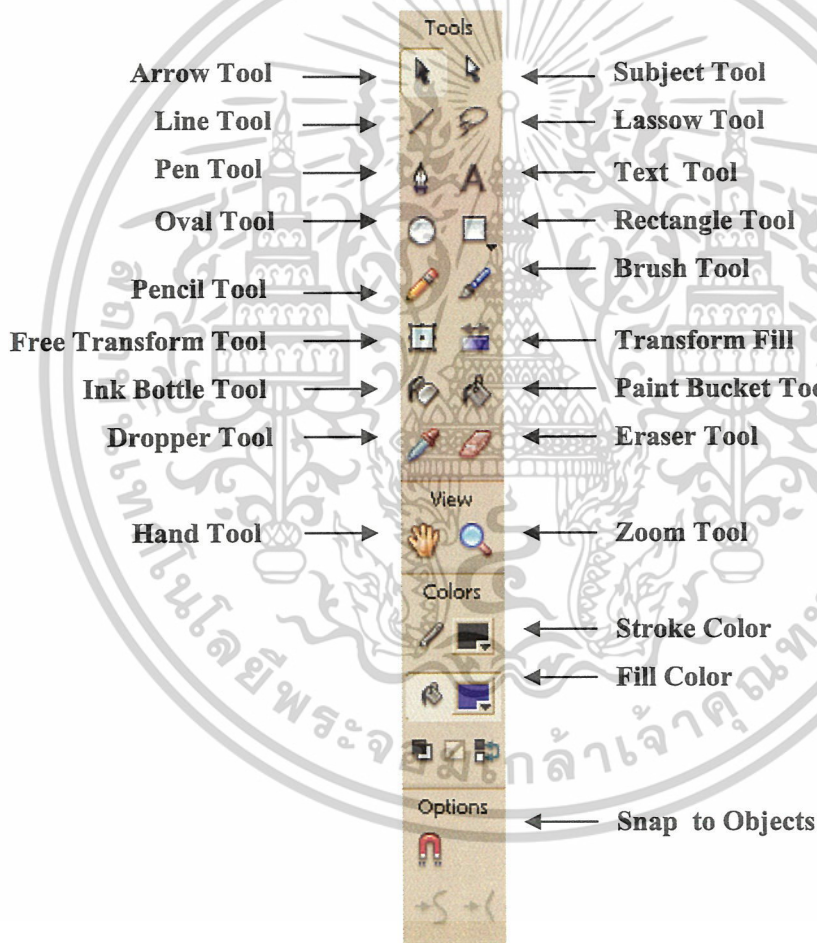 Tools
Arrow Tool Subject Tool
Line Tool Lassow Tool
Pen Tool Text Tool
Oval Tool Rectangle Tool
Pencil Tool Brush Tool
Free Transform Tool Transform Fill
Ink Bottle Tool Paint Bucket Too
Dropper Tool Eraser Tool
View
Hand Tool Zoom Tool
Colors
Stroke Color
Fill Color
Options
Snap to Objects